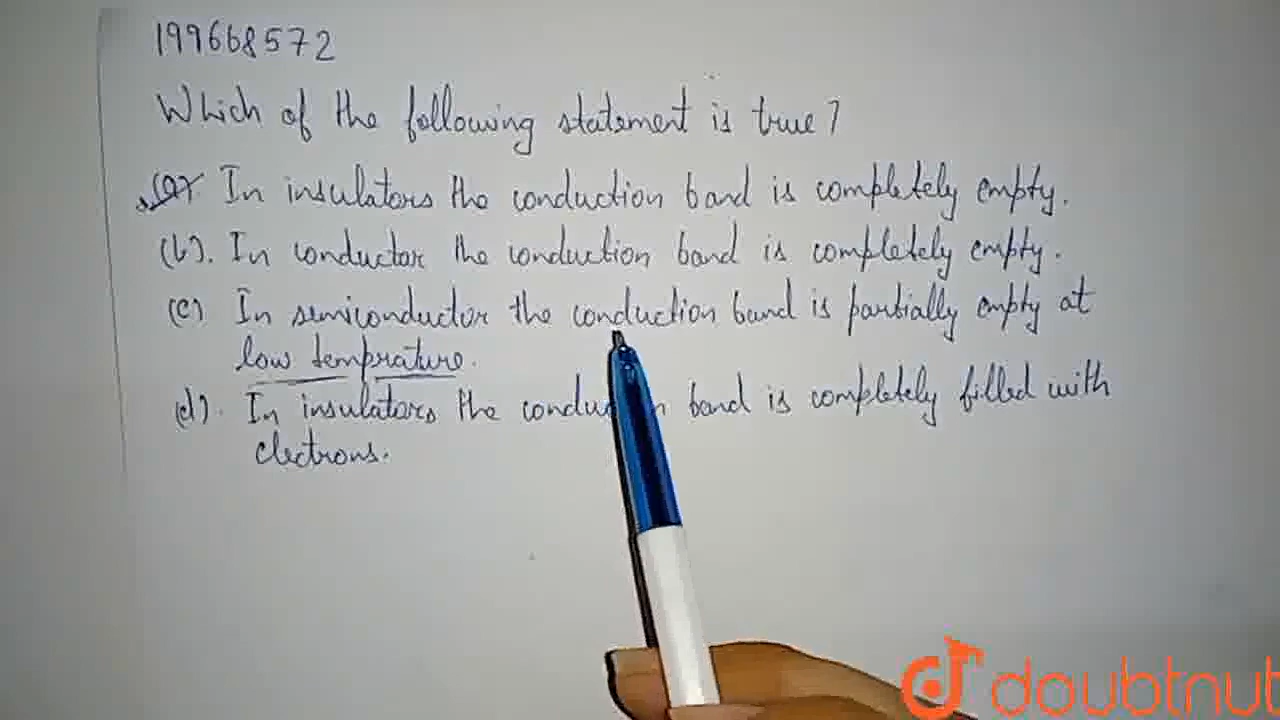 199668572
Which of the following statement is true?
(a) In insulators the conduction band is completely empty.
(b). In conductor the conduction band is completely empty.
(c) In semiconductor the conduction band is partially empty at
low temprature.
(d). In insulators the conduction band is completely filled with
electrons.
doubtnut